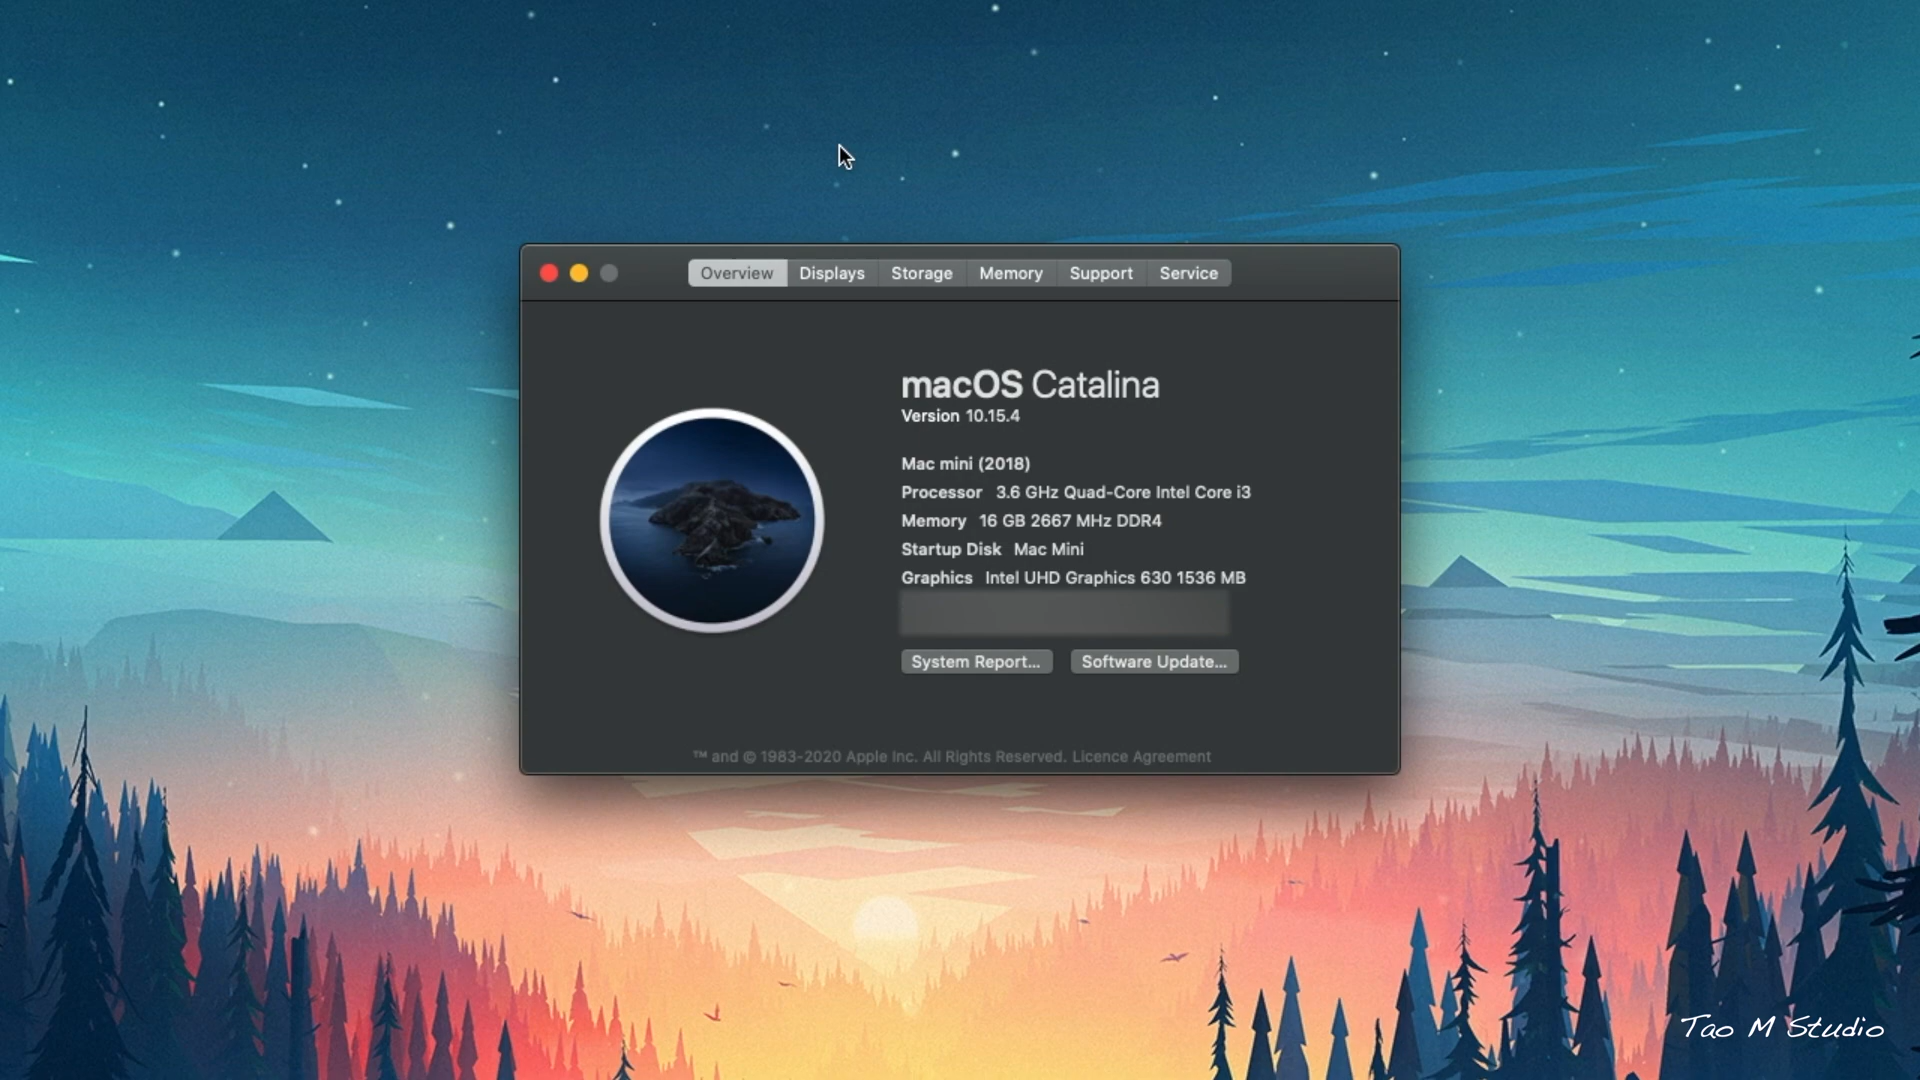 Overview Displays Storage Memory Support Service
macOS Catalina
Version 10.15.4
Mac mini (2018)
Processor 3.6 GHz Quad-Core Intel Core i3
Memory 16 GB 2667 MHz DDR4
Startup Disk Mac Mini
Graphics Intel UHD Graphics 630 1536 MB
System Report... Software Update...
™ and © 1983-2020 Apple Inc. All Rights Reserved. Licence Agreement
Tao M Studio